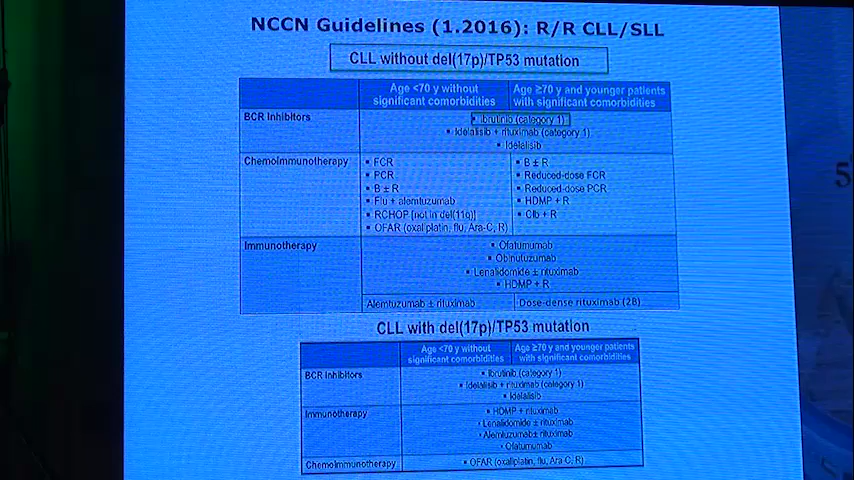 NCCN Guidelines (1.2016): R/R CLL/SLL
CLL without del(17p)/TP53 mutation
Age <70 y without significant comorbidities
Age ≥70 y and younger patients with significant comorbidities
BCR Inhibitors
▪ Ibrutinib (category 1)
▪ Idelalisib + rituximab (category 1)
▪ Idelalisib
Chemoimmunotherapy
▪ FCR
▪ PCR
▪ B ± R
▪ Flu + alemtuzumab
▪ RCHOP [not in del(11q)]
▪ OFAR (oxaliplatin, flu, Ara-C, R)
▪ B ± R
▪ Reduced-dose FCR
▪ Reduced-dose PCR
▪ HDMP + R
▪ Clb + R
Immunotherapy
▪ Ofatumumab
▪ Obinutuzumab
▪ Lenalidomide ± rituximab
▪ HDMP + R
Alemtuzumab ± rituximab
Dose-dense rituximab (2B)
CLL with del(17p)/TP53 mutation
Age <70 y without significant comorbidities
Age ≥70 y and younger patients with significant comorbidities
BCR Inhibitors
▪ Ibrutinib (category 1)
▪ Idelalisib + rituximab (category 1)
▪ Idelalisib
Immunotherapy
▪ HDMP + rituximab
▪ Lenalidomide ± rituximab
▪ Alemtuzumab ± rituximab
▪ Ofatumumab
Chemoimmunotherapy
▪ OFAR (oxaliplatin, flu, Ara C, R)
5